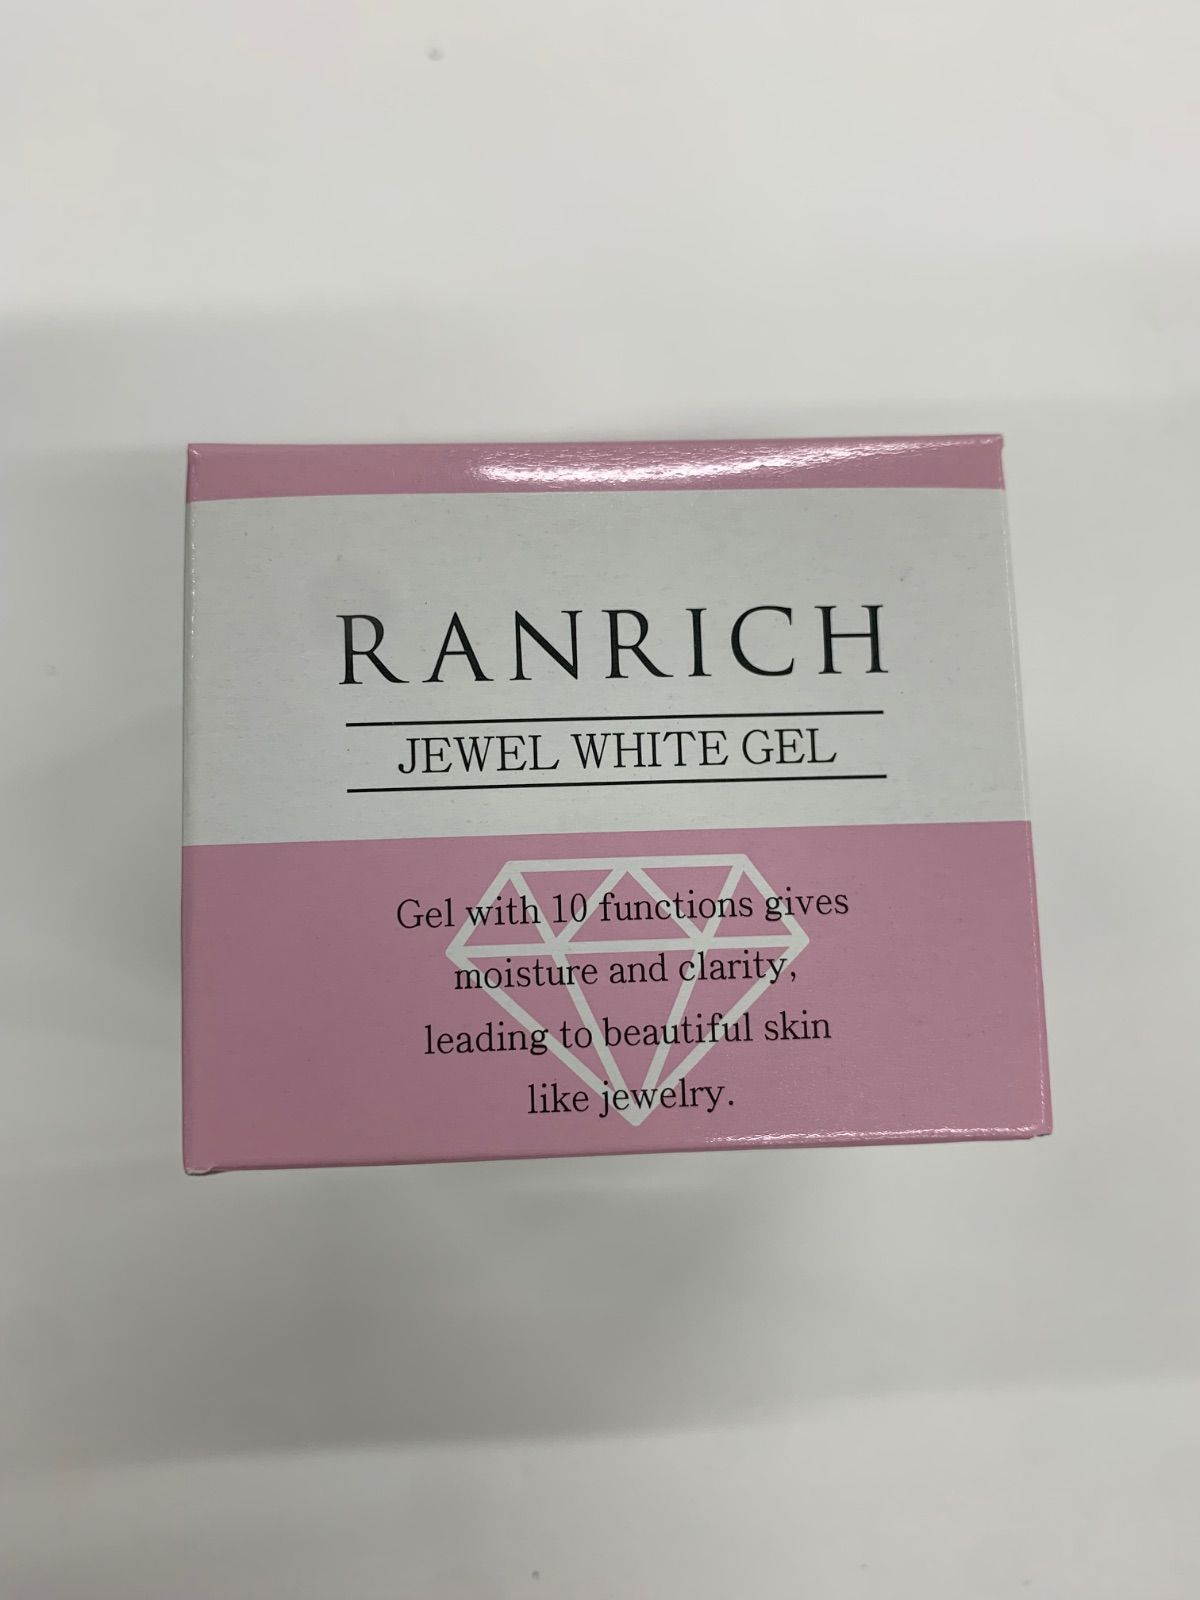 RANRICH
JEWEL WHITE GEL
Gel with 10 functions gives
moisture and clarity,
leading to beautiful skin
like jewelry.